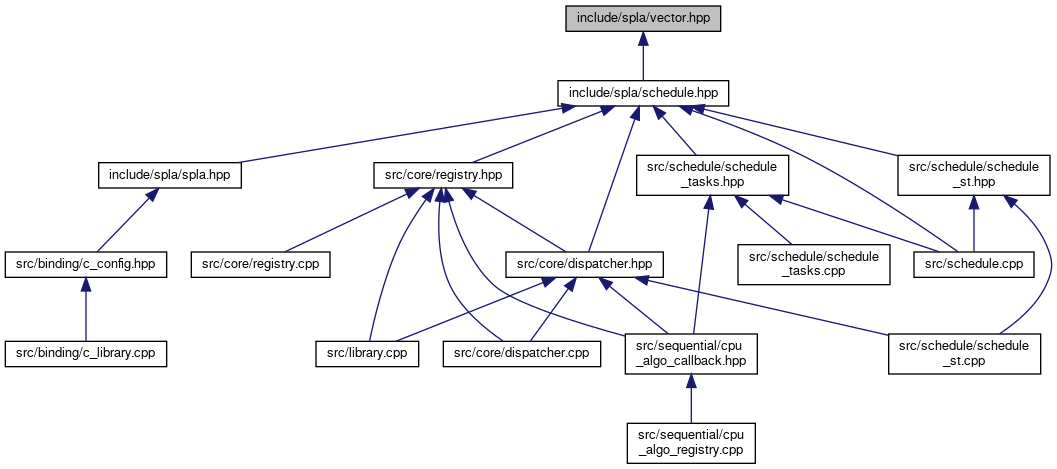 include/spla/vector.hpp
include/spla/schedule.hpp
include/spla/spla.hpp
src/core/registry.hpp
src/schedule/schedule
_tasks.hpp
src/schedule/schedule
_st.hpp
src/binding/c_config.hpp
src/core/registry.cpp
src/core/dispatcher.hpp
src/schedule/schedule
_tasks.cpp
src/schedule.cpp
src/binding/c_library.cpp
src/library.cpp
src/core/dispatcher.cpp
src/sequential/cpu
_algo_callback.hpp
src/schedule/schedule
_st.cpp
src/sequential/cpu
_algo_registry.cpp